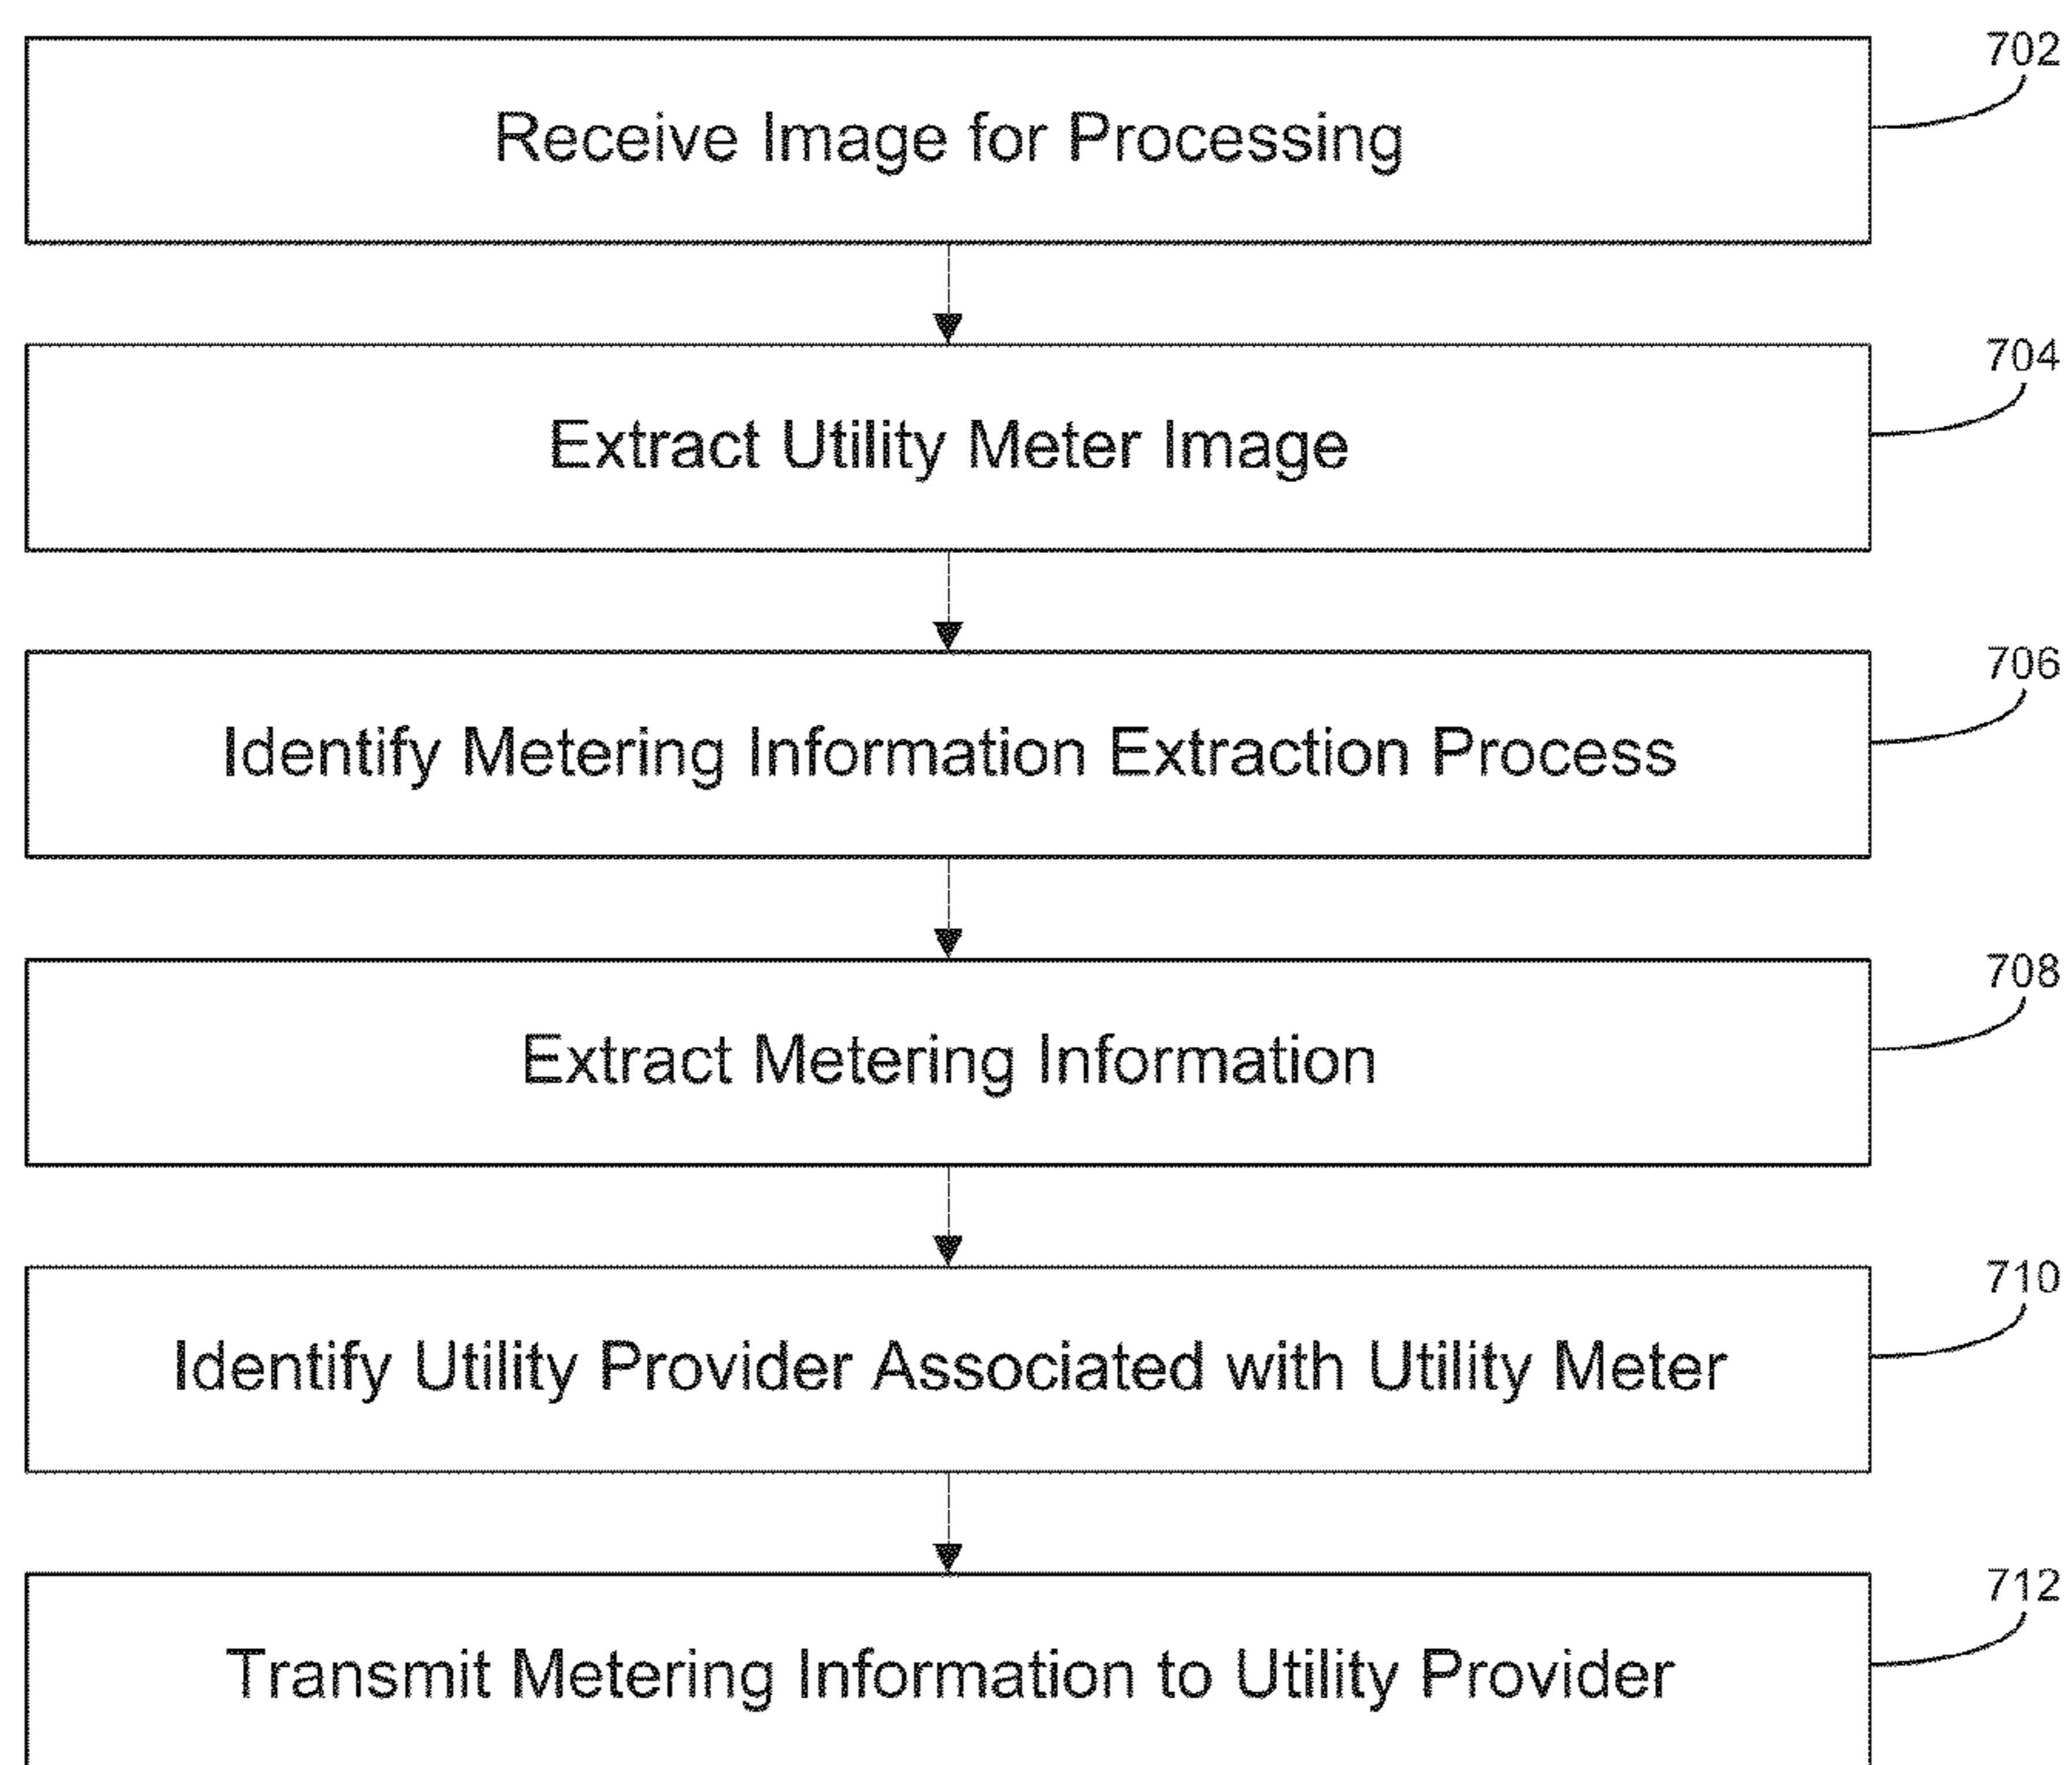 702
Receive Image for Processing
704
Extract Utility Meter Image
706
Identify Metering Information Extraction Process
708
Extract Metering Information
710
Identify Utility Provider Associated with Utility Meter
712
Transmit Metering Information to Utility Provider